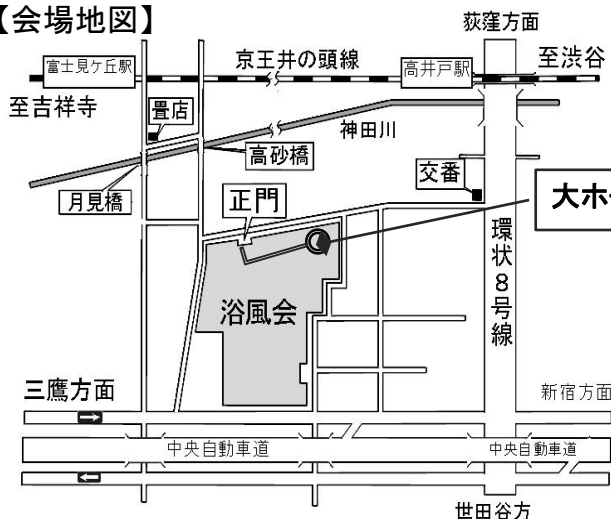 【会場地図】
荻窪方面
富士見ケ丘駅
京王井の頭線
高井戸駅
至渋谷
至吉祥寺
畳店
神田川
高砂橋
月見橋
正門
交番
大ホ
環状8号線
浴風会
三鷹方面
新宿方面
中央自動車道
中央自動車道
世田谷方